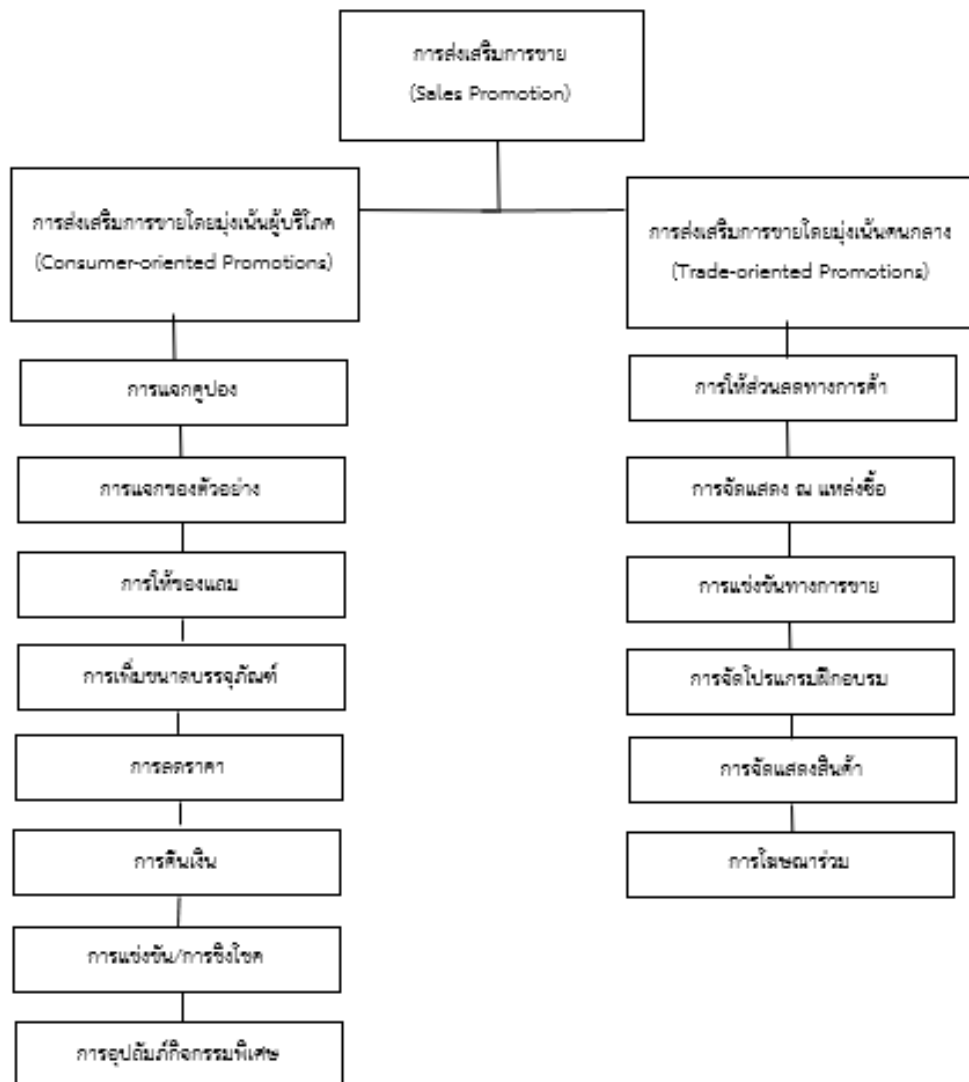 การส่งเสริมการขาย
(Sales Promotion)
การส่งเสริมการขายโดยมุ่งเน้นผู้บริโภค
(Consumer-oriented Promotions)
การแจกคูปอง
การแจกของตัวอย่าง
การให้ของแถม
การเพิ่มขนาดบรรจุภัณฑ์
การลดราคา
การคืนเงิน
การแข่งขัน/การชิงโชค
การอุปถัมภ์กิจกรรมพิเศษ
การส่งเสริมการขายโดยมุ่งเน้นคนกลาง
(Trade-oriented Promotions)
การให้ส่วนลดทางการค้า
การจัดแสดง ณ แหล่งซื้อ
การแข่งขันทางการขาย
การจัดโปรแกรมฝึกอบรม
การจัดแสดงสินค้า
การโฆษณาร่วม